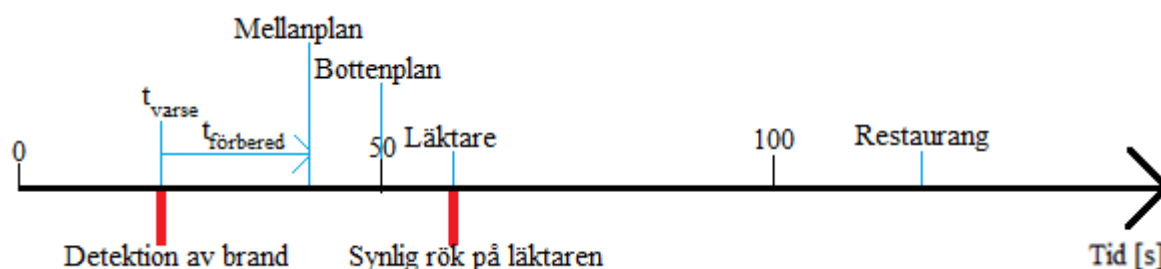 Mellanplan
Bottenplan
t_varse
t_förbered
0
50
Läktare
100
Restaurang
Detektion av brand
Synlig rök på läktaren
Tid [s]